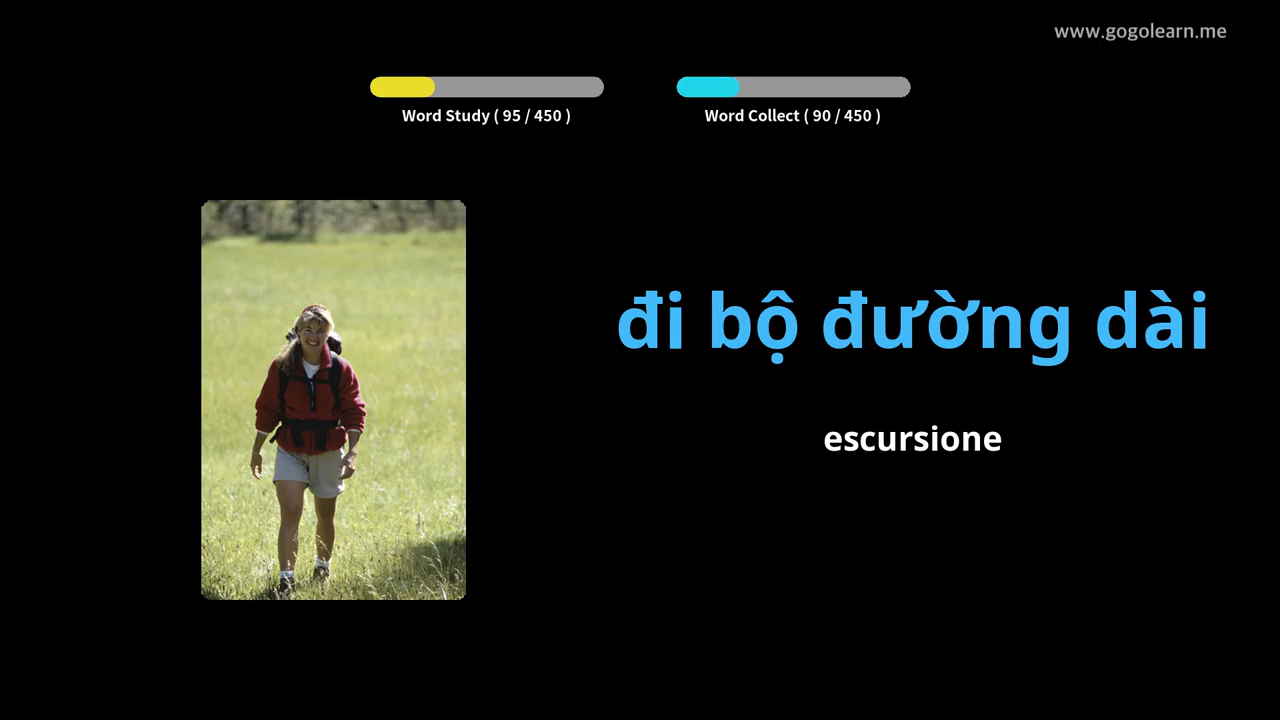 www.gogolearn.me
Word Study ( 95 / 450 )
Word Collect ( 90 / 450 )
đi bộ đường dài
escursione